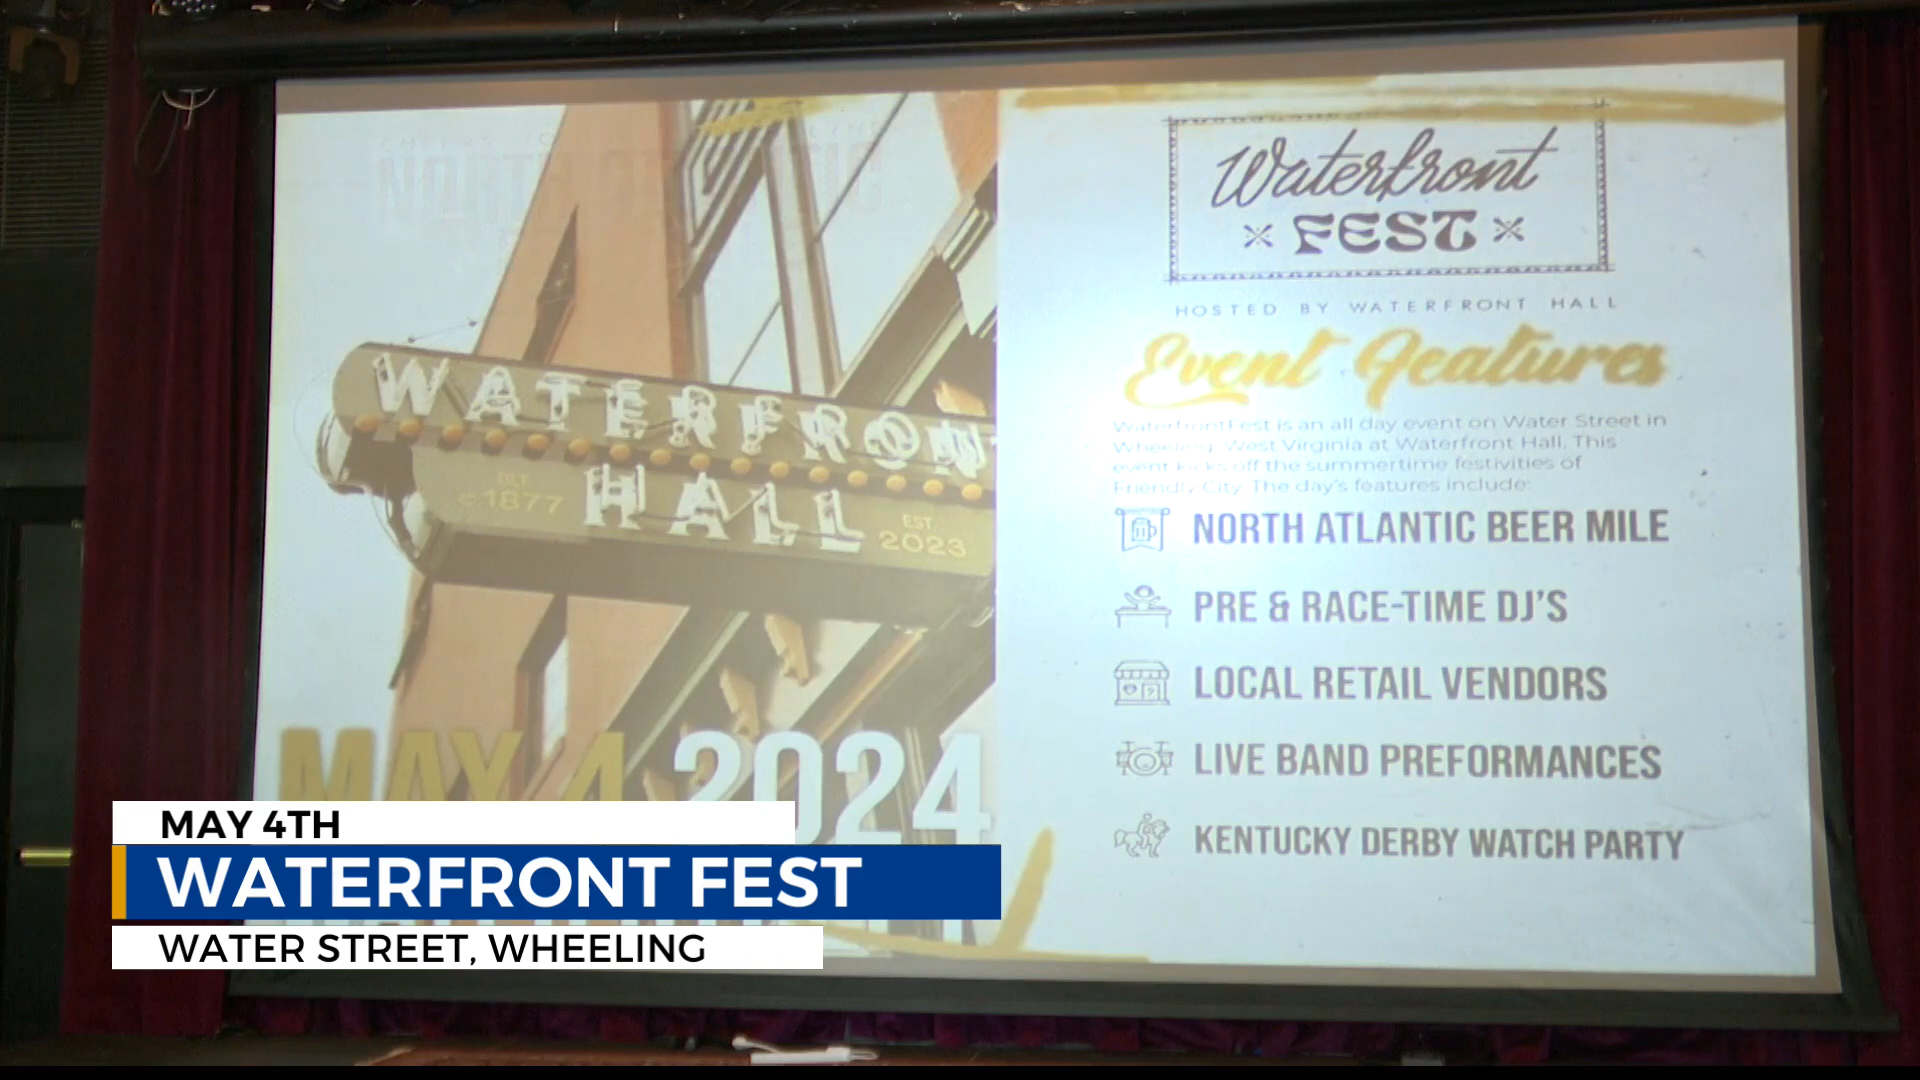 WATERFRON
HALL
BLT.
c.1877
EST.
2023
MAY 4 2024
Waterfront
FEST
HOSTED BY WATERFRONT HALL
Event Features
WaterfrontFest is an all day event on Water Street in
Wheeling, West Virginia at Waterfront Hall. This
event kicks off the summertime festivities of
Friendly City. The day's features include:
NORTH ATLANTIC BEER MILE
PRE & RACE-TIME DJ'S
LOCAL RETAIL VENDORS
LIVE BAND PREFORMANCES
KENTUCKY DERBY WATCH PARTY
MAY 4TH
WATERFRONT FEST
WATER STREET, WHEELING